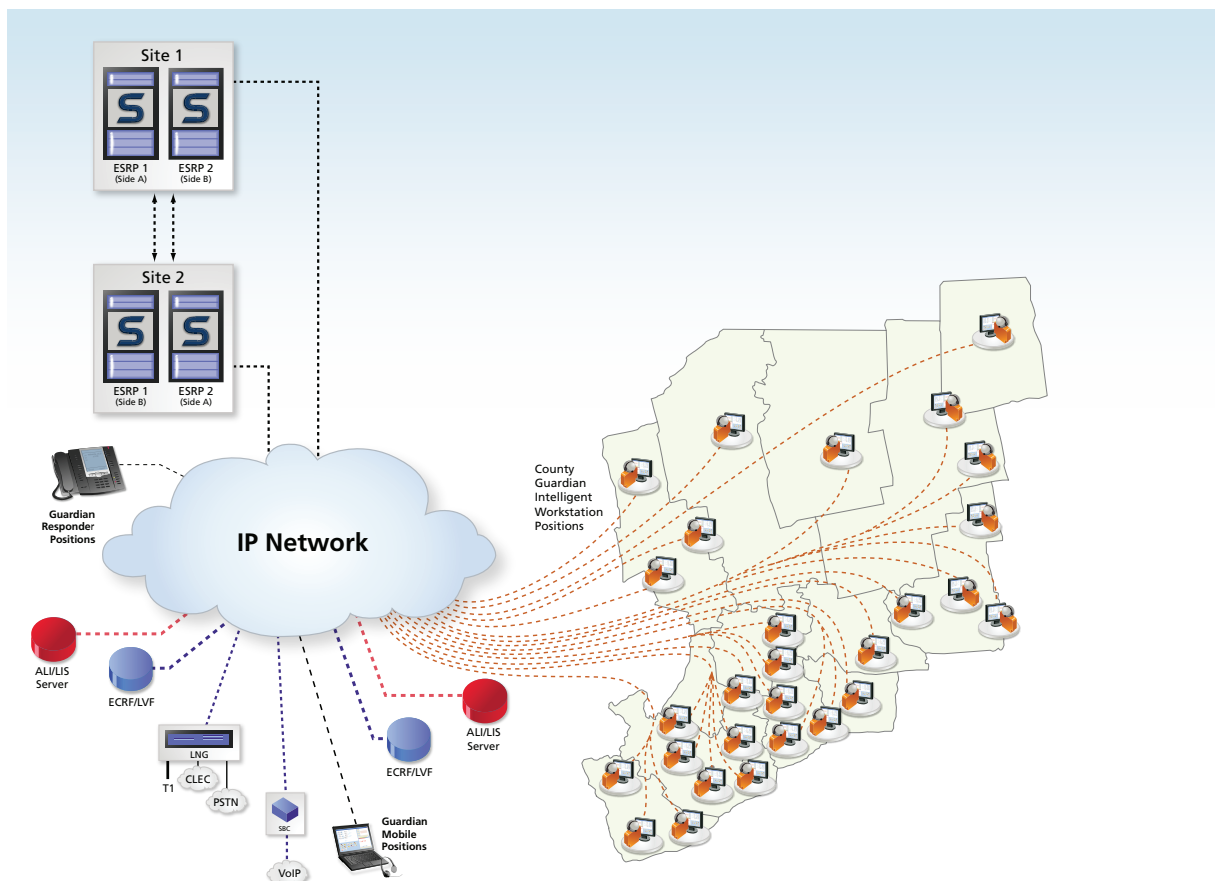 Site 1
S
S
ESRP 1
(Side A)
ESRP 2
(Side B)
Site 2
S
S
ESRP 1
(Side B)
ESRP 2
(Side A)
Guardian
Responder
Positions
IP Network
County
Guardian
Intelligent
Workstation
Positions
ALI/LIS
Server
ECRF/LVF
LNG
T1
CLEC
PSTN
SBC
VoIP
Guardian
Mobile
Positions
ECRF/LVF
ALI/LIS
Server